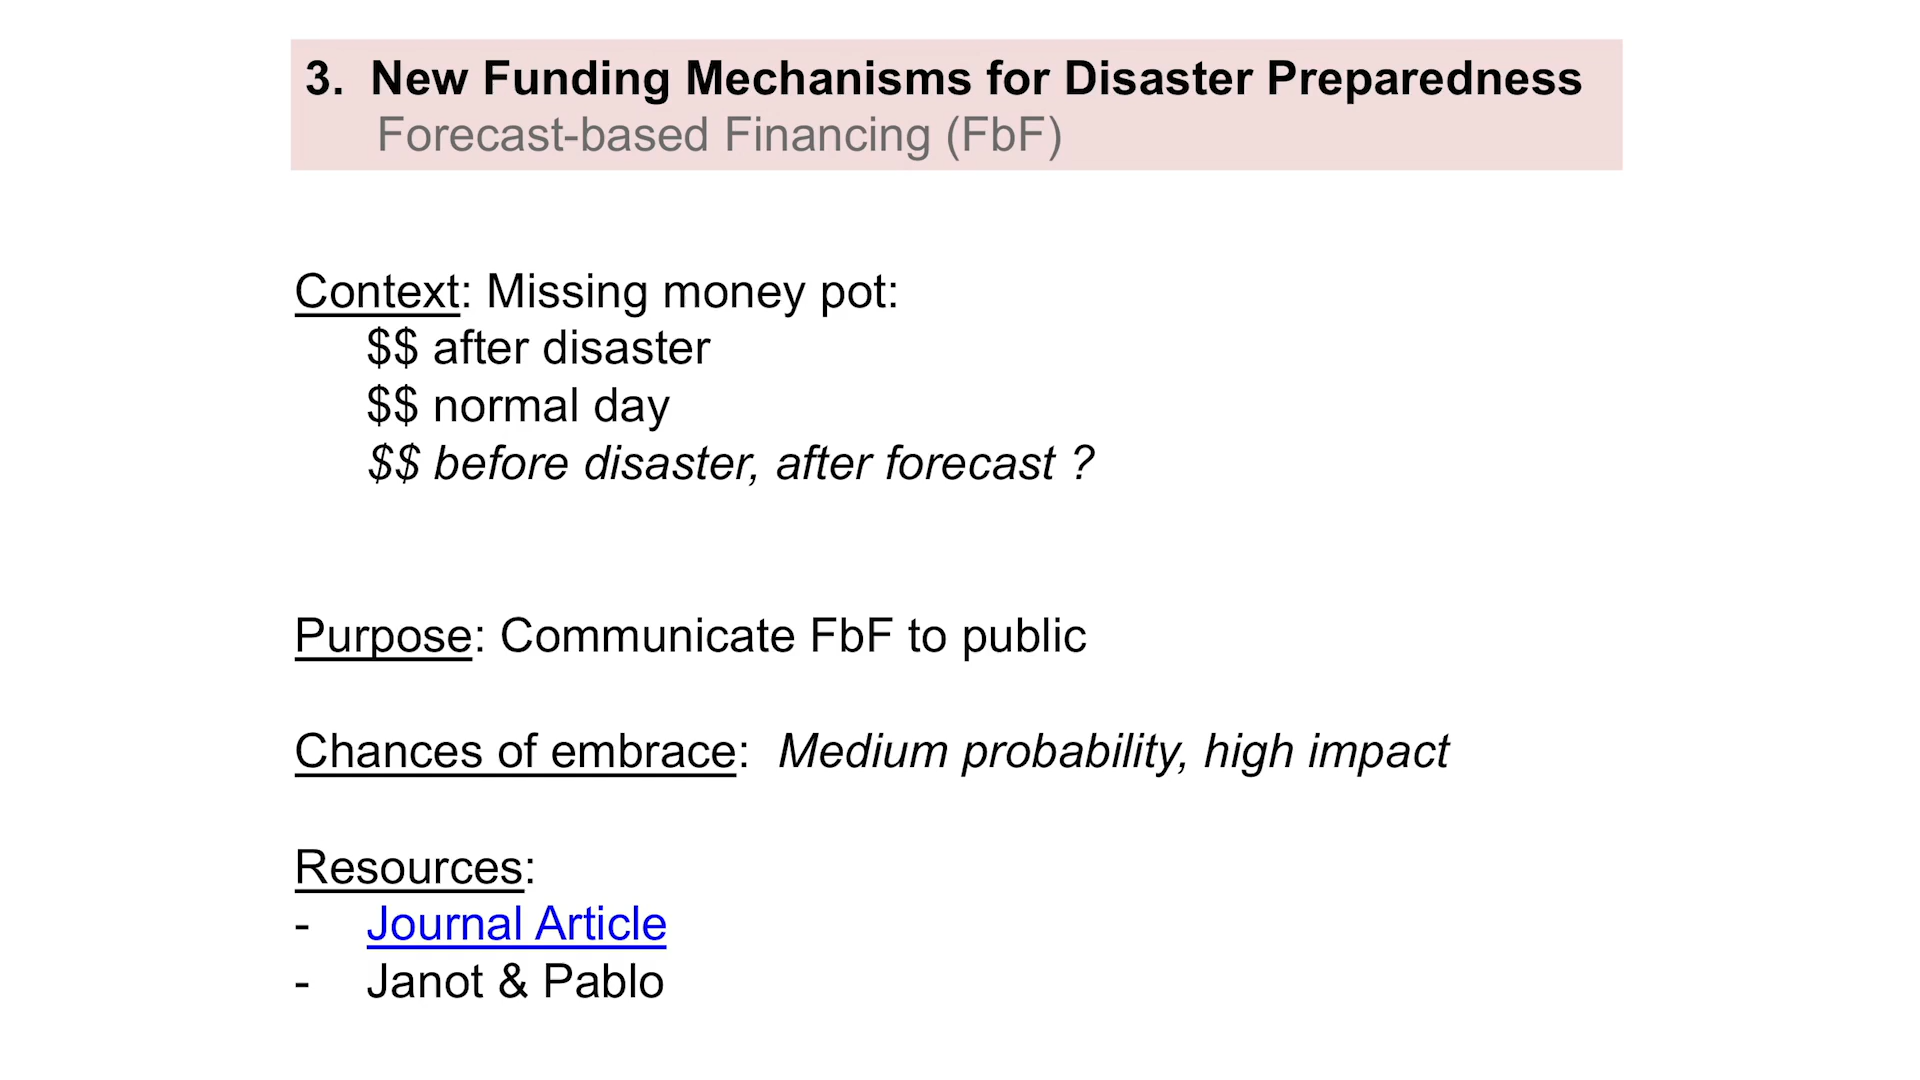 3. New Funding Mechanisms for Disaster Preparedness
Forecast-based Financing (FbF)
Context: Missing money pot:
$$ after disaster
$$ normal day
$$ before disaster, after forecast ?
Purpose: Communicate FbF to public
Chances of embrace: Medium probability, high impact
Resources:
- Journal Article
- Janot & Pablo